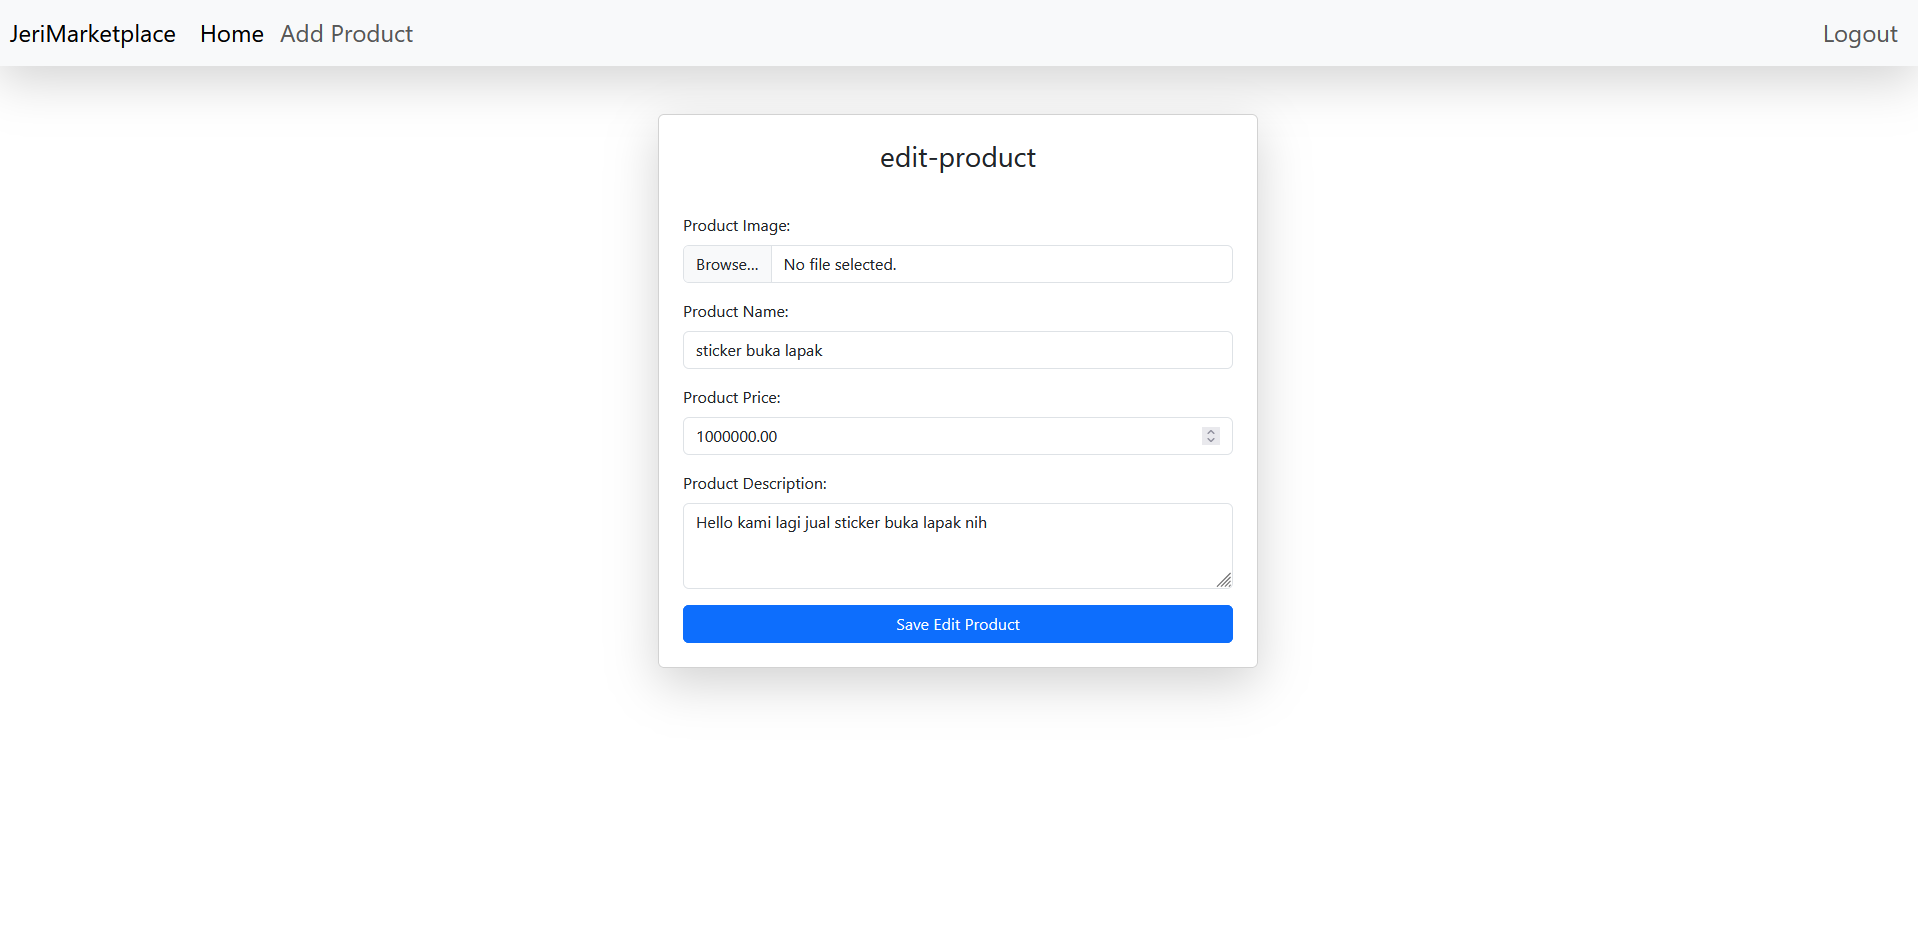 JeriMarketplace Home Add Product Logout
edit-product
Product Image:
Browse... No file selected.
Product Name:
sticker buka lapak
Product Price:
1000000.00
Product Description:
Hello kami lagi jual sticker buka lapak nih
Save Edit Product